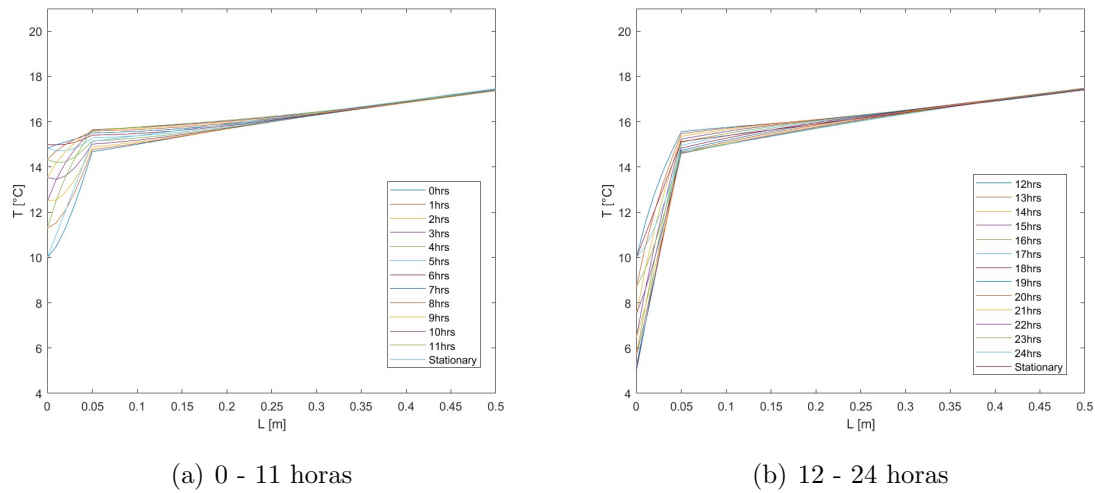 20
18
16
14
12
10
8
6
4
T [°C]
0 0.05 0.1 0.15 0.2 0.25 0.3 0.35 0.4 0.45 0.5
L [m]
0hrs
1hrs
2hrs
3hrs
4hrs
5hrs
6hrs
7hrs
8hrs
9hrs
10hrs
11hrs
Stationary
(a) 0 - 11 horas
20
18
16
14
12
10
8
6
4
T [°C]
0 0.05 0.1 0.15 0.2 0.25 0.3 0.35 0.4 0.45 0.5
L [m]
12hrs
13hrs
14hrs
15hrs
16hrs
17hrs
18hrs
19hrs
20hrs
21hrs
22hrs
23hrs
24hrs
Stationary
(b) 12 - 24 horas